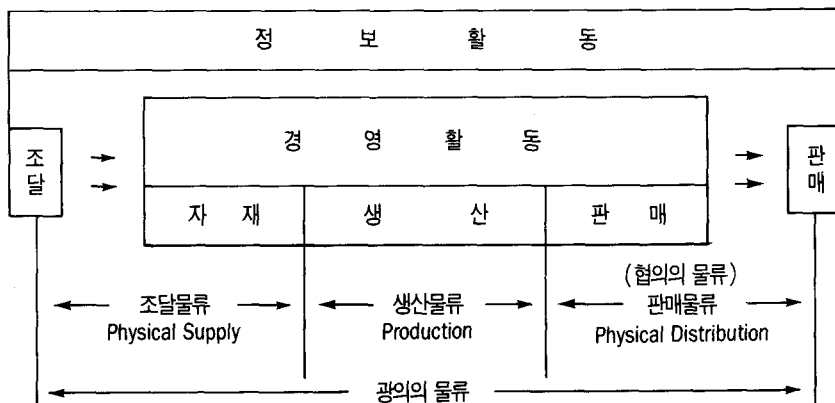 정 보 활 동
경 영 활 동
조달
판매
자 재 생 산 판 매
(협의의 물류)
조달물류 생산물류 판매물류
Physical Supply Production Physical Distribution
광의의 물류